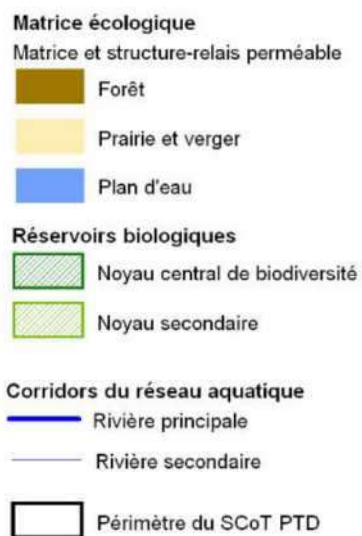 Matrice écologique
Matrice et structure-relais perméable
Forêt
Prairie et verger
Plan d'eau
Réservoirs biologiques
Noyau central de biodiversité
Noyau secondaire
Corridors du réseau aquatique
Rivière principale
Rivière secondaire
Périmètre du SCoT PTD